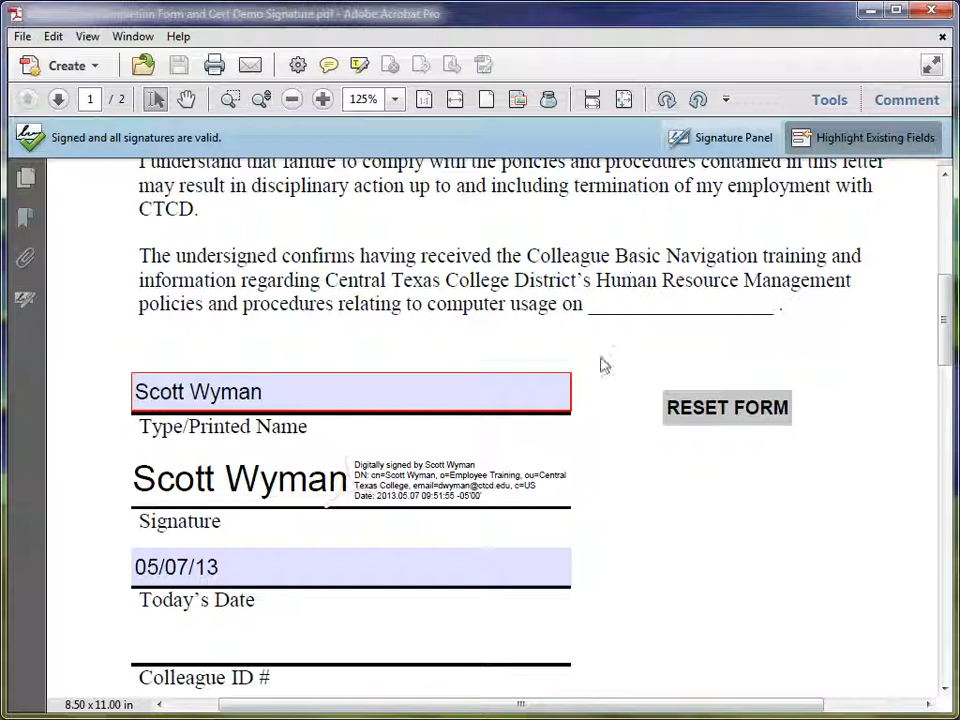 pletion Form and Cert Demo Signature.pdf - Adobe Acrobat Pro
File Edit View Window Help
Create
1 / 2 125% Tools Comment
Signed and all signatures are valid. Signature Panel Highlight Existing Fields
I understand that failure to comply with the policies and procedures contained in this letter
may result in disciplinary action up to and including termination of my employment with
CTCD.
The undersigned confirms having received the Colleague Basic Navigation training and
information regarding Central Texas College District's Human Resource Management
policies and procedures relating to computer usage on ____________________ .
Scott Wyman
RESET FORM
Type/Printed Name
Scott Wyman
Digitally signed by Scott Wyman
DN: cn=Scott Wyman, o=Employee Training, ou=Central
Texas College, email=dwyman@ctcd.edu, c=US
Date: 2013.05.07 09:51:55 -05'00'
Signature
05/07/13
Today's Date
Colleague ID #
8.50 x 11.00 in